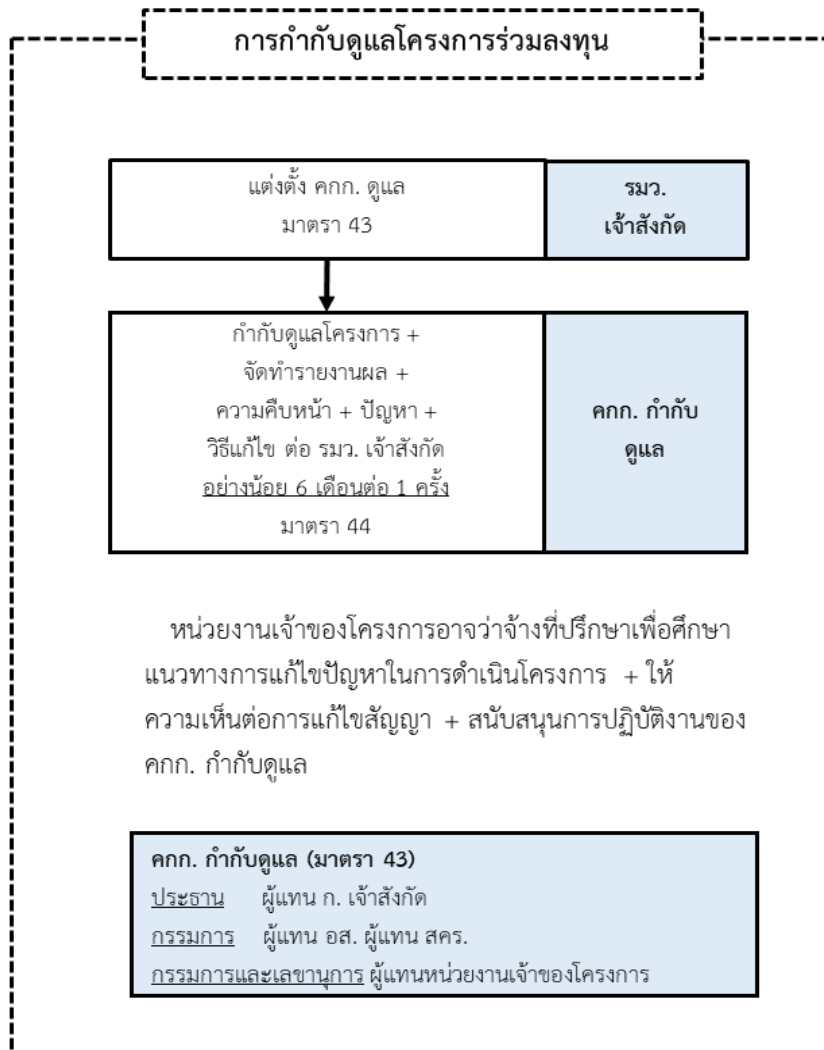 การกำกับดูแลโครงการร่วมลงทุน
แต่งตั้ง คกก. ดูแล
มาตรา 43
รมว.
เจ้าสังกัด
กำกับดูแลโครงการ +
จัดทำรายงานผล +
ความคืบหน้า + ปัญหา +
วิธีแก้ไข ต่อ รมว. เจ้าสังกัด
อย่างน้อย 6 เดือนต่อ 1 ครั้ง
มาตรา 44
คกก. กำกับ
ดูแล
หน่วยงานเจ้าของโครงการอาจว่าจ้างที่ปรึกษาเพื่อศึกษา
แนวทางการแก้ไขปัญหาในการดำเนินโครงการ + ให้
ความเห็นต่อการแก้ไขสัญญา + สนับสนุนการปฏิบัติงานของ
คกก. กำกับดูแล
คกก. กำกับดูแล (มาตรา 43)
ประธาน ผู้แทน ก. เจ้าสังกัด
กรรมการ ผู้แทน อส. ผู้แทน สคร.
กรรมการและเลขานุการ ผู้แทนหน่วยงานเจ้าของโครงการ